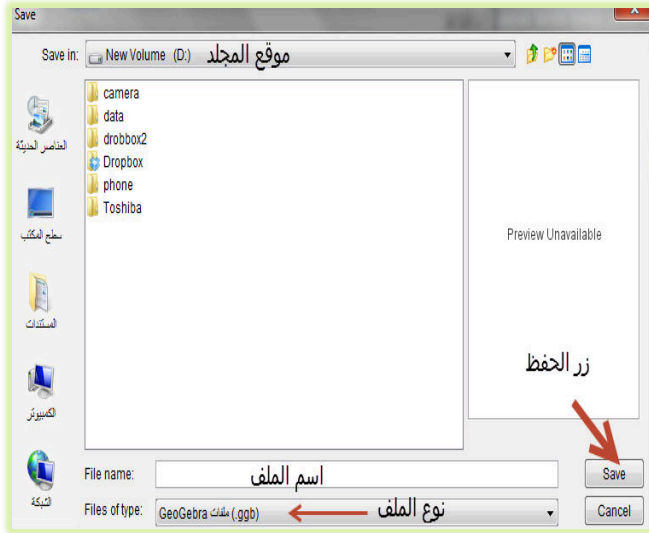 Save
Save in: New Volume (D:) موقع المجلد
camera
data
drobbox2
Dropbox
phone
Toshiba
العناصر الحديثة
سطح المكتب
المستندات
الكمبيوتر
الشبكة
Preview Unavailable
زر الحفظ
File name: اسم الملف
Save
Files of type: GeoGebra ملفات (.ggb) نوع الملف
Cancel